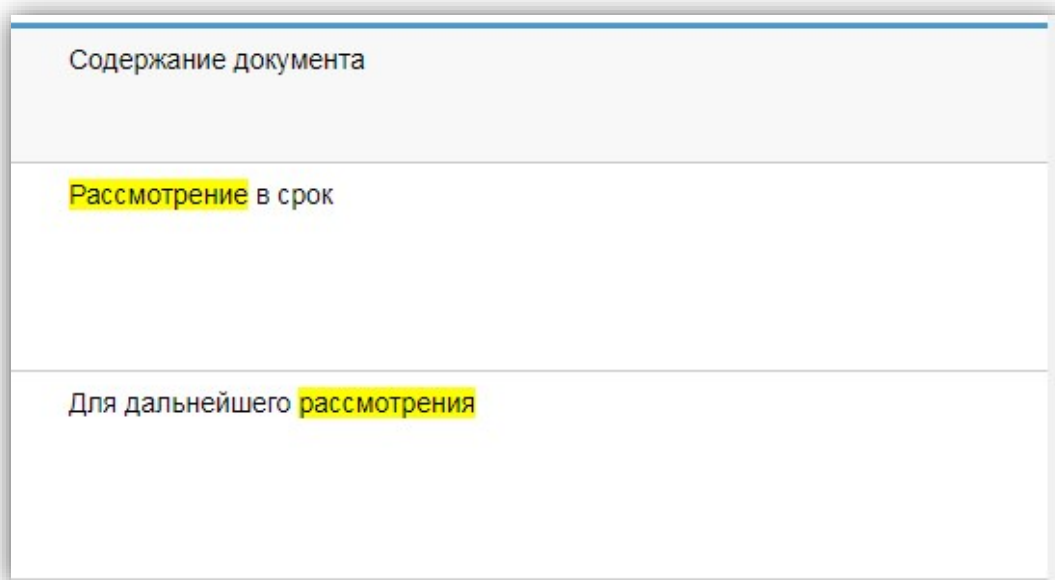 Содержание документа
Рассмотрение в срок
Для дальнейшего рассмотрения